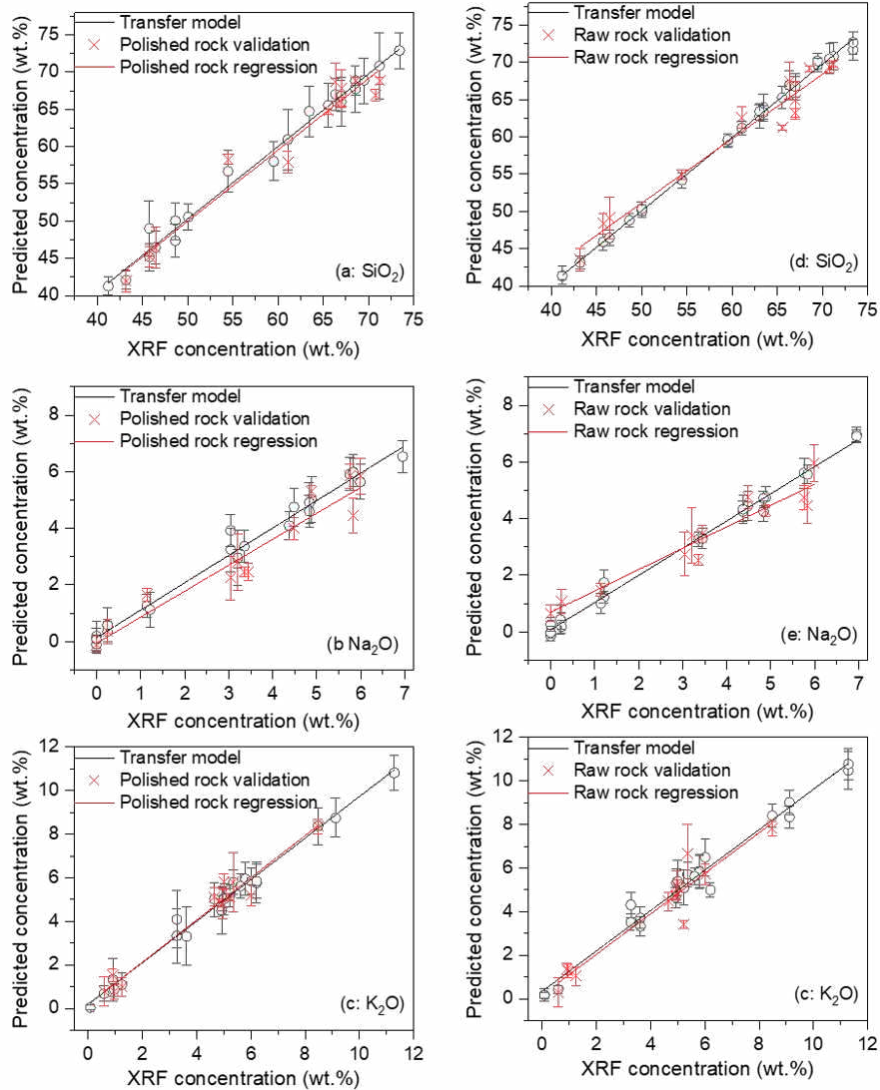 Transfer model
Polished rock validation
Polished rock regression
75
70
65
60
55
50
45
40
Predicted concentration (wt.%)
(a: SiO₂)
40 45 50 55 60 65 70 75
XRF concentration (wt.%)
Transfer model
Raw rock validation
Raw rock regression
75
70
65
60
55
50
45
40
Predicted concentration (wt.%)
(d: SiO₂)
40 45 50 55 60 65 70 75
XRF concentration (wt.%)
Transfer model
Polished rock validation
Polished rock regression
8
6
4
2
0
Predicted concentration (wt.%)
(b Na₂O)
0 1 2 3 4 5 6 7
XRF concentration (wt.%)
Transfer model
Raw rock validation
Raw rock regression
8
6
4
2
0
Predicted concentration (wt.%)
(e: Na₂O)
0 1 2 3 4 5 6 7
XRF concentration (wt.%)
Transfer model
Polished rock validation
Polished rock regression
12
10
8
6
4
2
0
Predicted concentration (wt.%)
(c: K₂O)
0 2 4 6 8 10 12
XRF concentration (wt.%)
Transfer model
Raw rock validation
Raw rock regression
12
10
8
6
4
2
0
Predicted concentration (wt.%)
(c: K₂O)
0 2 4 6 8 10 12
XRF concentration (wt.%)